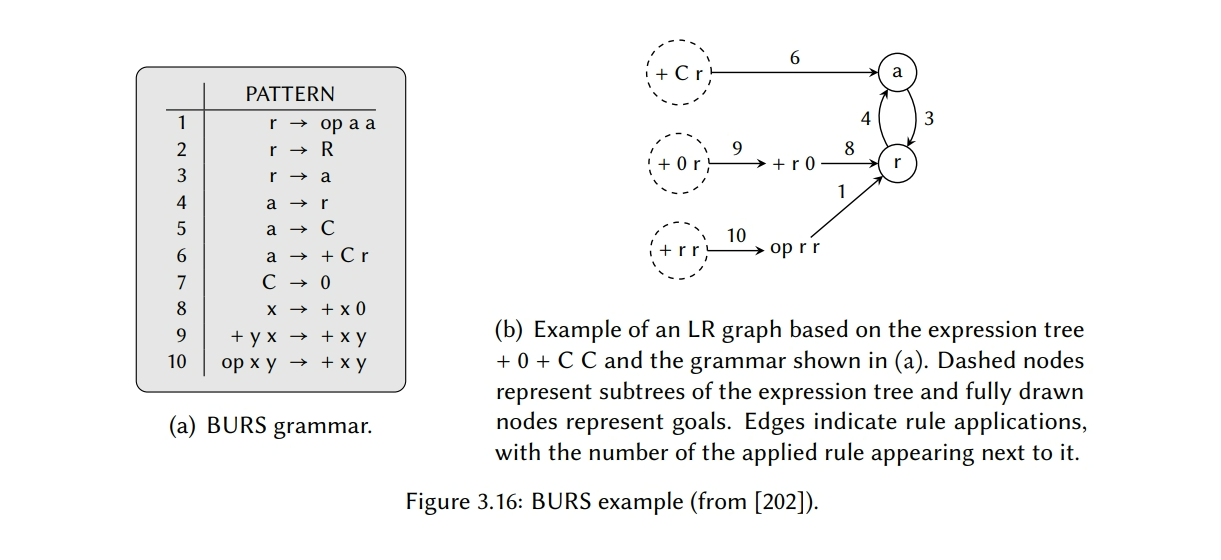 PATTERN
1 r → op a a
2 r → R
3 r → a
4 a → r
5 a → C
6 a → + C r
7 C → 0
8 x → + x 0
9 + y x → + x y
10 op x y → + x y
(a) BURS grammar.
+ C r 6 a
4 3
+ 0 r 9 + r 0 8 r
1
+ r r 10 op r r
(b) Example of an LR graph based on the expression tree
+ 0 + C C and the grammar shown in (a). Dashed nodes
represent subtrees of the expression tree and fully drawn
nodes represent goals. Edges indicate rule applications,
with the number of the applied rule appearing next to it.
Figure 3.16: BURS example (from [202]).